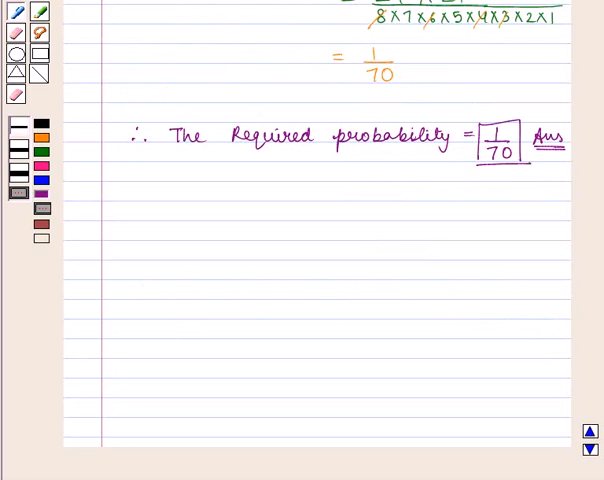 8×7×6×5×4×3×2×1
= 1/70
∴ The Required probability = 1/70 Ans